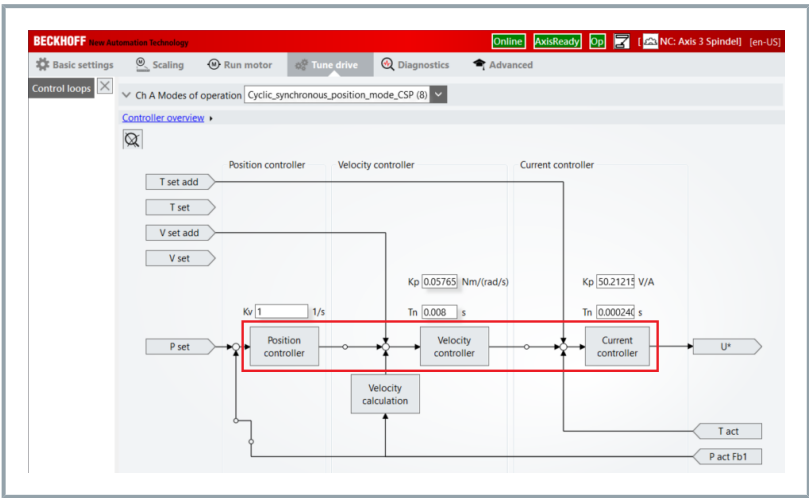 BECKHOFF New Automation Technology
Online AxisReady Op [ NC: Axis 3 Spindel] [en-US]
Basic settings Scaling Run motor Tune drive Diagnostics Advanced
Control loops
Ch A Modes of operation Cyclic_synchronous_position_mode_CSP (8)
Controller overview
Position controller Velocity controller Current controller
T set add
T set
V set add
V set
Kp 0.05765 Nm/(rad/s) Kp 50.21215 V/A
Kv 1 1/s Tn 0.008 s Tn 0.000240 s
P set
Position
controller
Velocity
controller
Current
controller
U*
Velocity
calculation
T act
P act Fb1